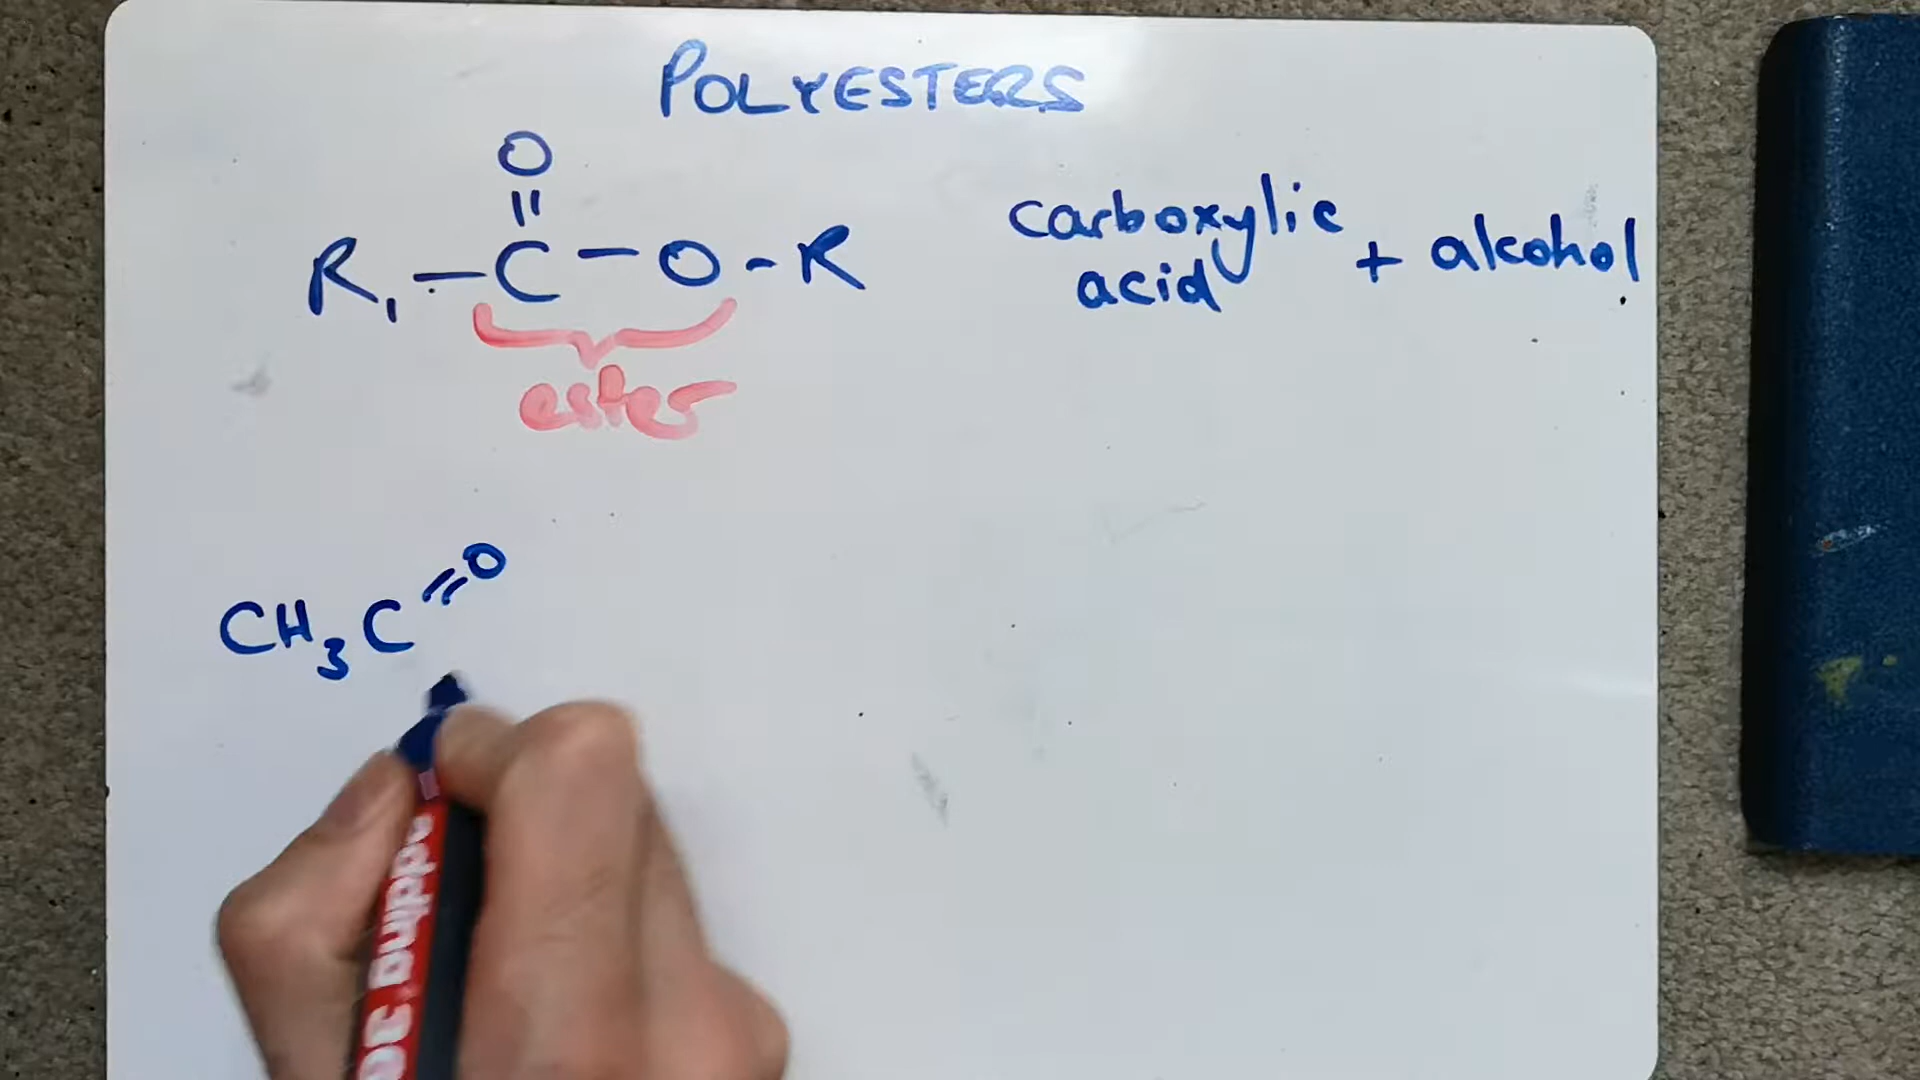 POLYESTERS
O
||
R₁—C—O-R
carboxylic
acid + alcohol
ester
CH₃C=O
edding 30